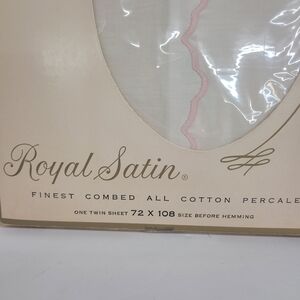 Royal Satin®
FINEST COMBED ALL COTTON PERCALE
ONE TWIN SHEET 72 X 108 SIZE BEFORE HEMMING